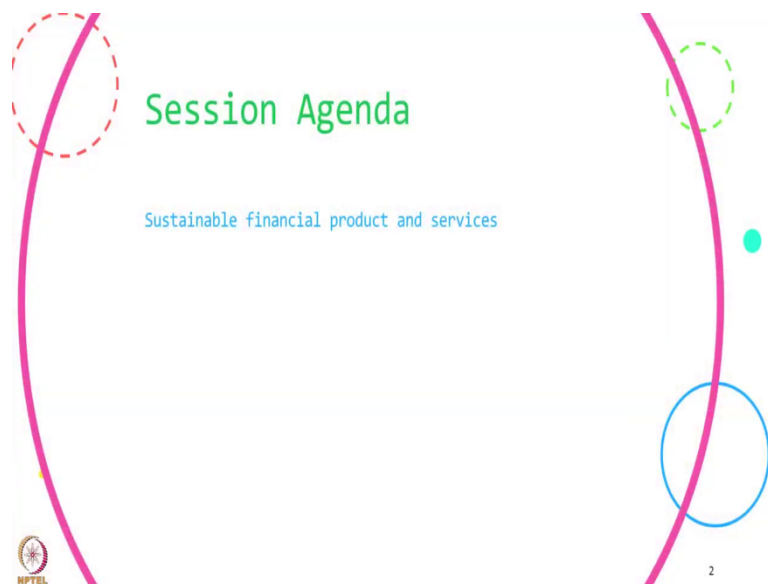 Session Agenda
Sustainable financial product and services
NPTEL
2